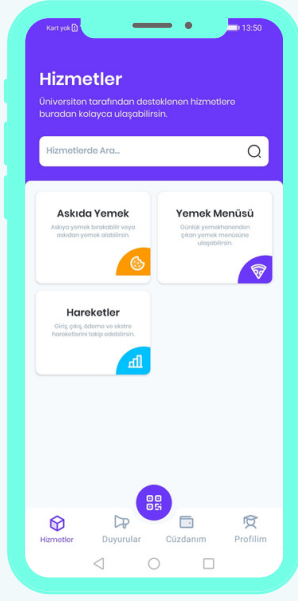 Kart yok 13:50
Hizmetler
Üniversiten tarafından desteklenen hizmetlere
buradan kolayca ulaşabilirsin.
Hizmetlerde Ara...
Askıda Yemek
Askıya yemek bırakabilir veya
askıdan yemek alabilirsin.
Yemek Menüsü
Günlük yemekhanenden
çıkan yemek menüsüne
ulaşabilirsin.
Hareketler
Giriş, çıkış, ödeme ve ekstre
hareketlerini takip edebilirsin.
Hizmetler Duyurular Cüzdanım Profilim